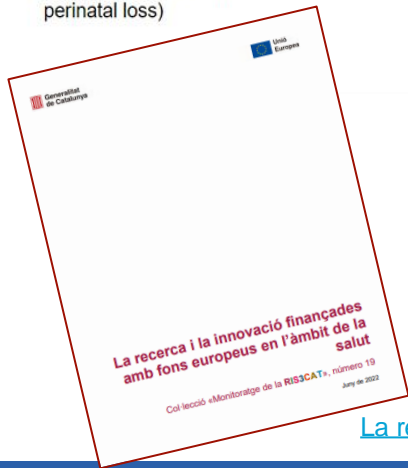 perinatal loss)
Generalitat
de Catalunya
Unió
Europea
La recerca i la innovació finançades
amb fons europeus en l'àmbit de la
salut
Col·lecció «Monitoratge de la RIS3CAT», número 19
Juny de 2022
La re